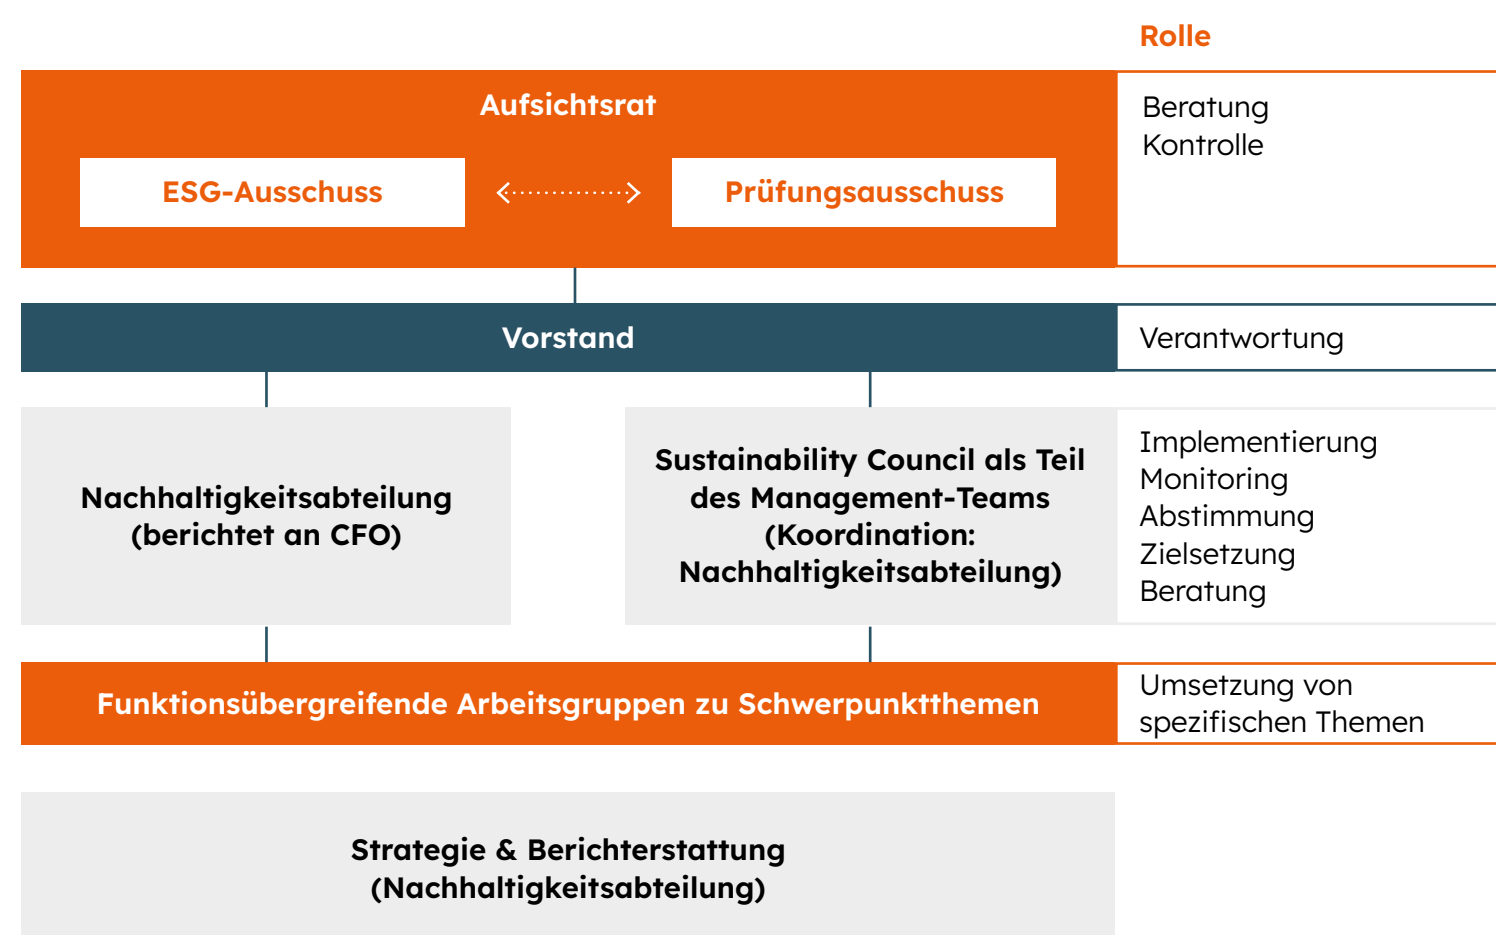 Rolle
Aufsichtsrat
ESG-Ausschuss
Prüfungsausschuss
Beratung
Kontrolle
Vorstand
Verantwortung
Nachhaltigkeitsabteilung
(berichtet an CFO)
Sustainability Council als Teil
des Management-Teams
(Koordination:
Nachhaltigkeitsabteilung)
Implementierung
Monitoring
Abstimmung
Zielsetzung
Beratung
Funktionsübergreifende Arbeitsgruppen zu Schwerpunktthemen
Umsetzung von
spezifischen Themen
Strategie & Berichterstattung
(Nachhaltigkeitsabteilung)